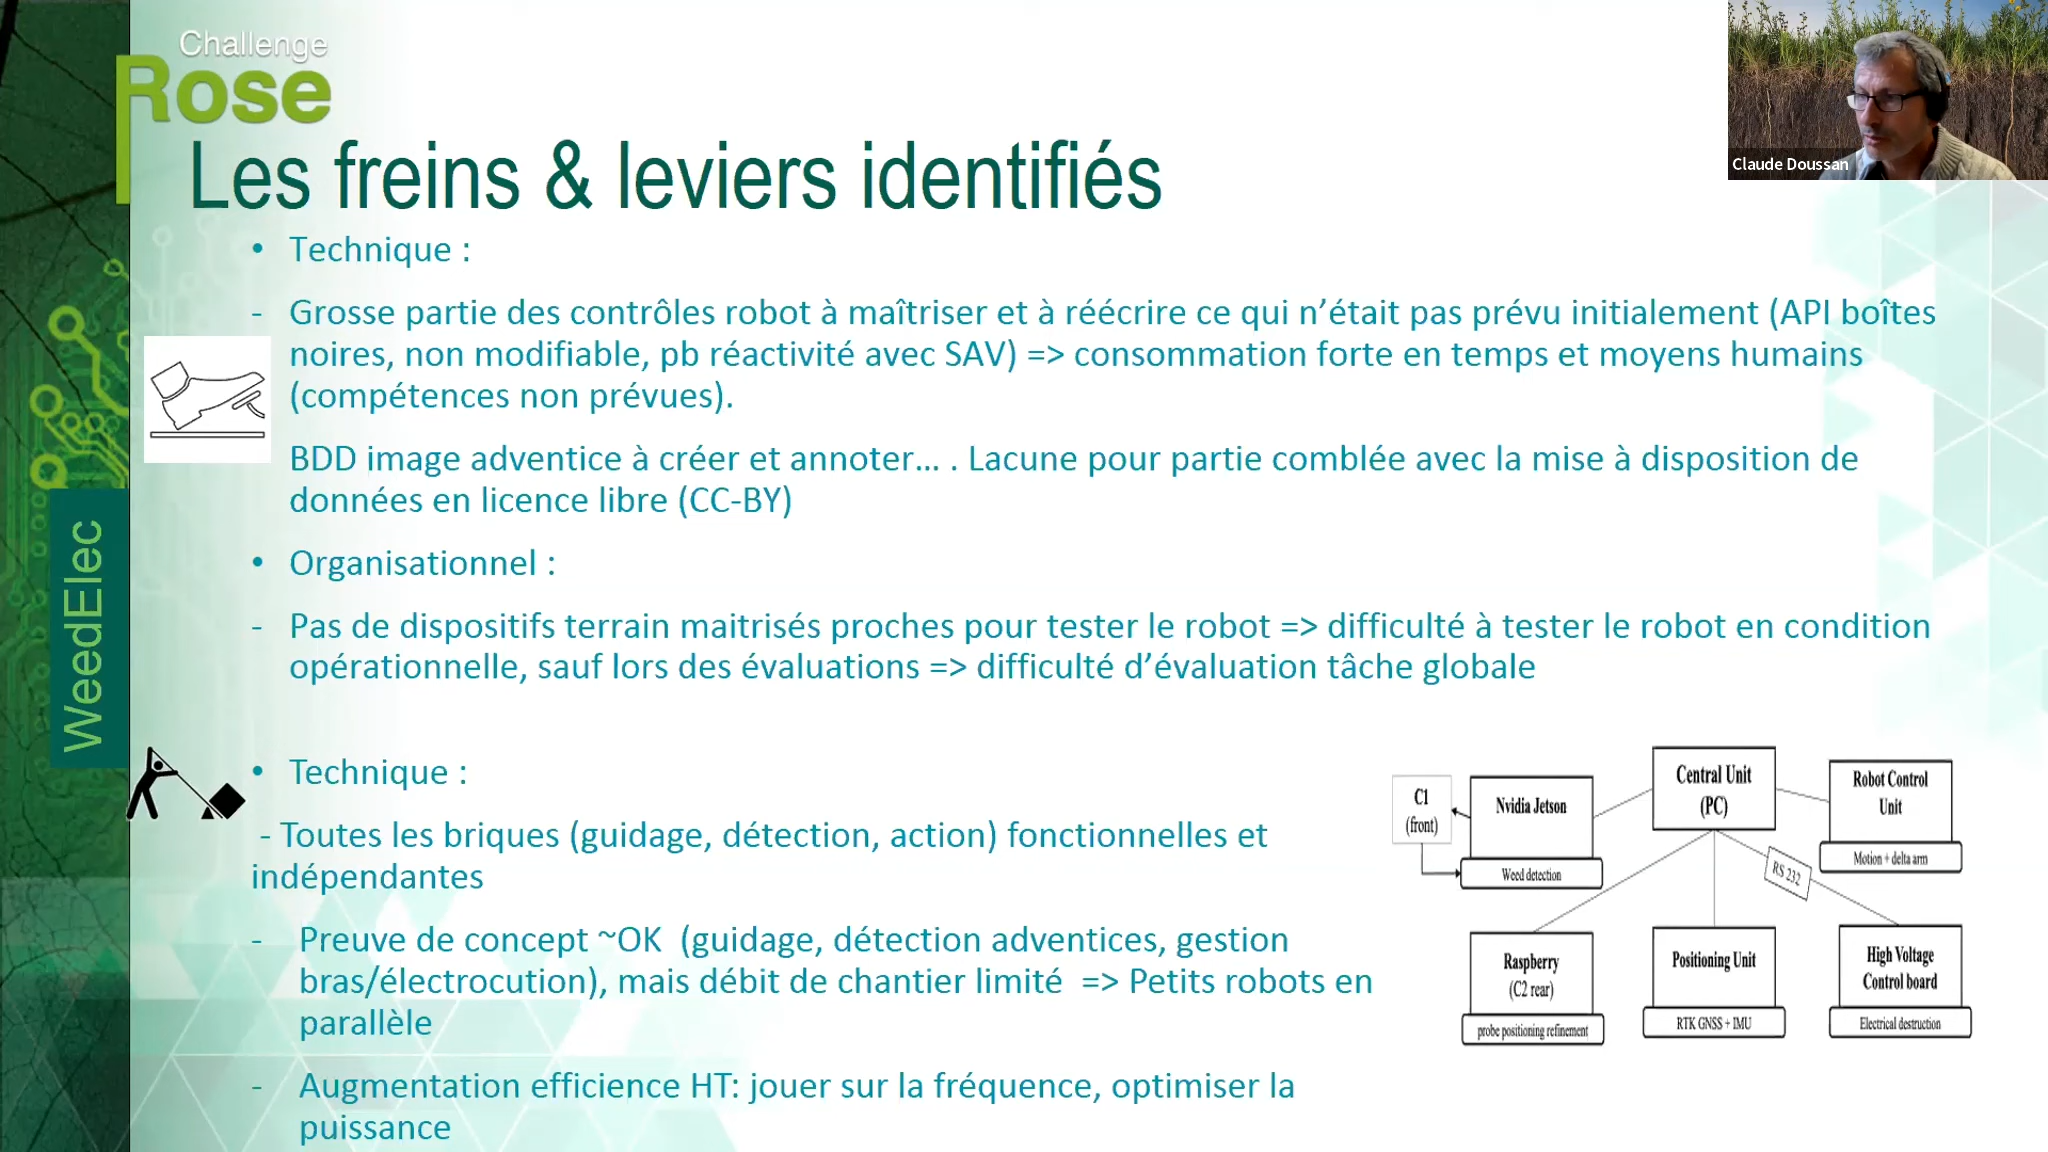 Challenge
Rose
Claude Doussan
Les freins & leviers identifiés
• Technique :
- Grosse partie des contrôles robot à maîtriser et à réécrire ce qui n’était pas prévu initialement (API boîtes
noires, non modifiable, pb réactivité avec SAV) => consommation forte en temps et moyens humains
(compétences non prévues).
BDD image adventice à créer et annoter… . Lacune pour partie comblée avec la mise à disposition de
données en licence libre (CC-BY)
• Organisationnel :
- Pas de dispositifs terrain maitrisés proches pour tester le robot => difficulté à tester le robot en condition
opérationnelle, sauf lors des évaluations => difficulté d’évaluation tâche globale
WeedElec
• Technique :
- Toutes les briques (guidage, détection, action) fonctionnelles et
indépendantes
- Preuve de concept ~OK (guidage, détection adventices, gestion
bras/électrocution), mais débit de chantier limité => Petits robots en
parallèle
- Augmentation efficience HT: jouer sur la fréquence, optimiser la
puissance
C1
(front)
Nvidia Jetson
Weed detection
Central Unit
(PC)
Robot Control
Unit
Motion + delta arm
RS 232
Raspberry
(C2 rear)
probe positioning refinement
Positioning Unit
RTK GNSS + IMU
High Voltage
Control board
Electrical destruction